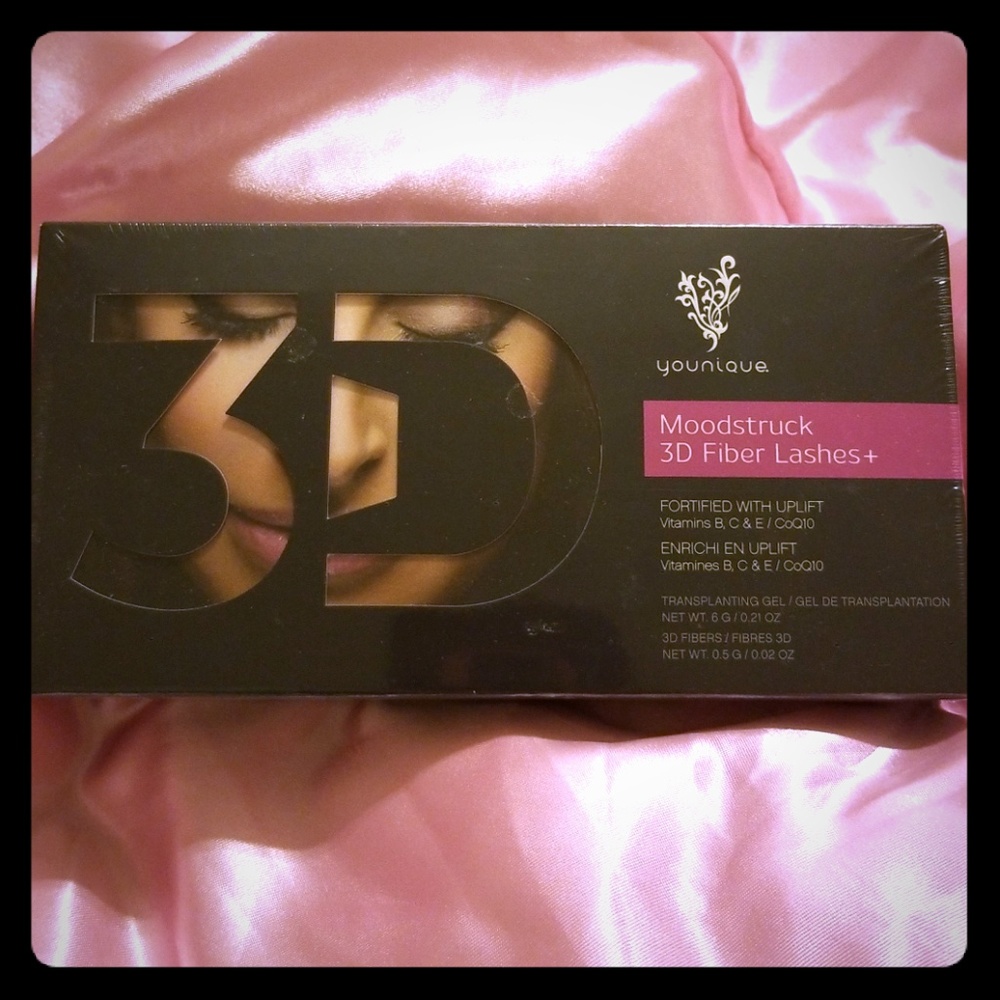 3D
younique
Moodstruck
3D Fiber Lashes+
FORTIFIED WITH UPLIFT
Vitamins B, C & E / CoQ10
ENRICHI EN UPLIFT
Vitamines B, C & E / CoQ10
TRANSPLANTING GEL / GEL DE TRANSPLANTATION
NET WT. 6 G / 0.21 OZ
3D FIBERS / FIBRES 3D
NET WT. 0.5 G / 0.02 OZ